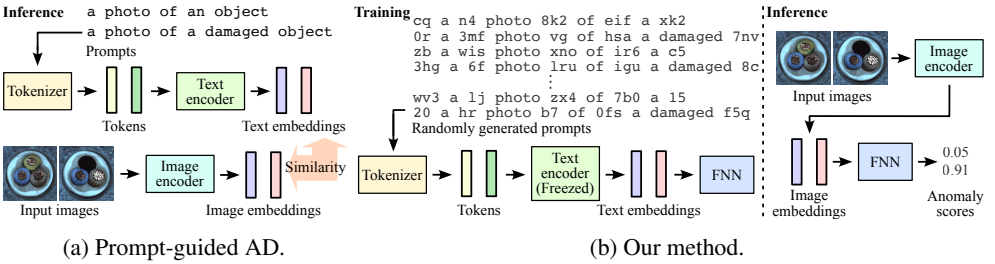 Inference
a photo of an object
a photo of a damaged object
Prompts
Tokenizer
Text
encoder
Tokens
Text embeddings
Image
encoder
Similarity
Input images
Image embeddings
(a) Prompt-guided AD.
Training
cq a n4 photo 8k2 of eif a xk2
0r a 3mf photo vg of hsa a damaged 7nv
zb a wis photo xno of ir6 a c5
3hg a 6f photo lru of igu a damaged 8c
⋮
wv3 a lj photo zx4 of 7b0 a 15
20 a hr photo b7 of 0fs a damaged f5q
Randomly generated prompts
Tokenizer
Text
encoder
(Freezed)
FNN
Tokens
Text embeddings
Inference
Image
encoder
Input images
FNN
0.05
0.91
Image
embeddings
Anomaly
scores
(b) Our method.